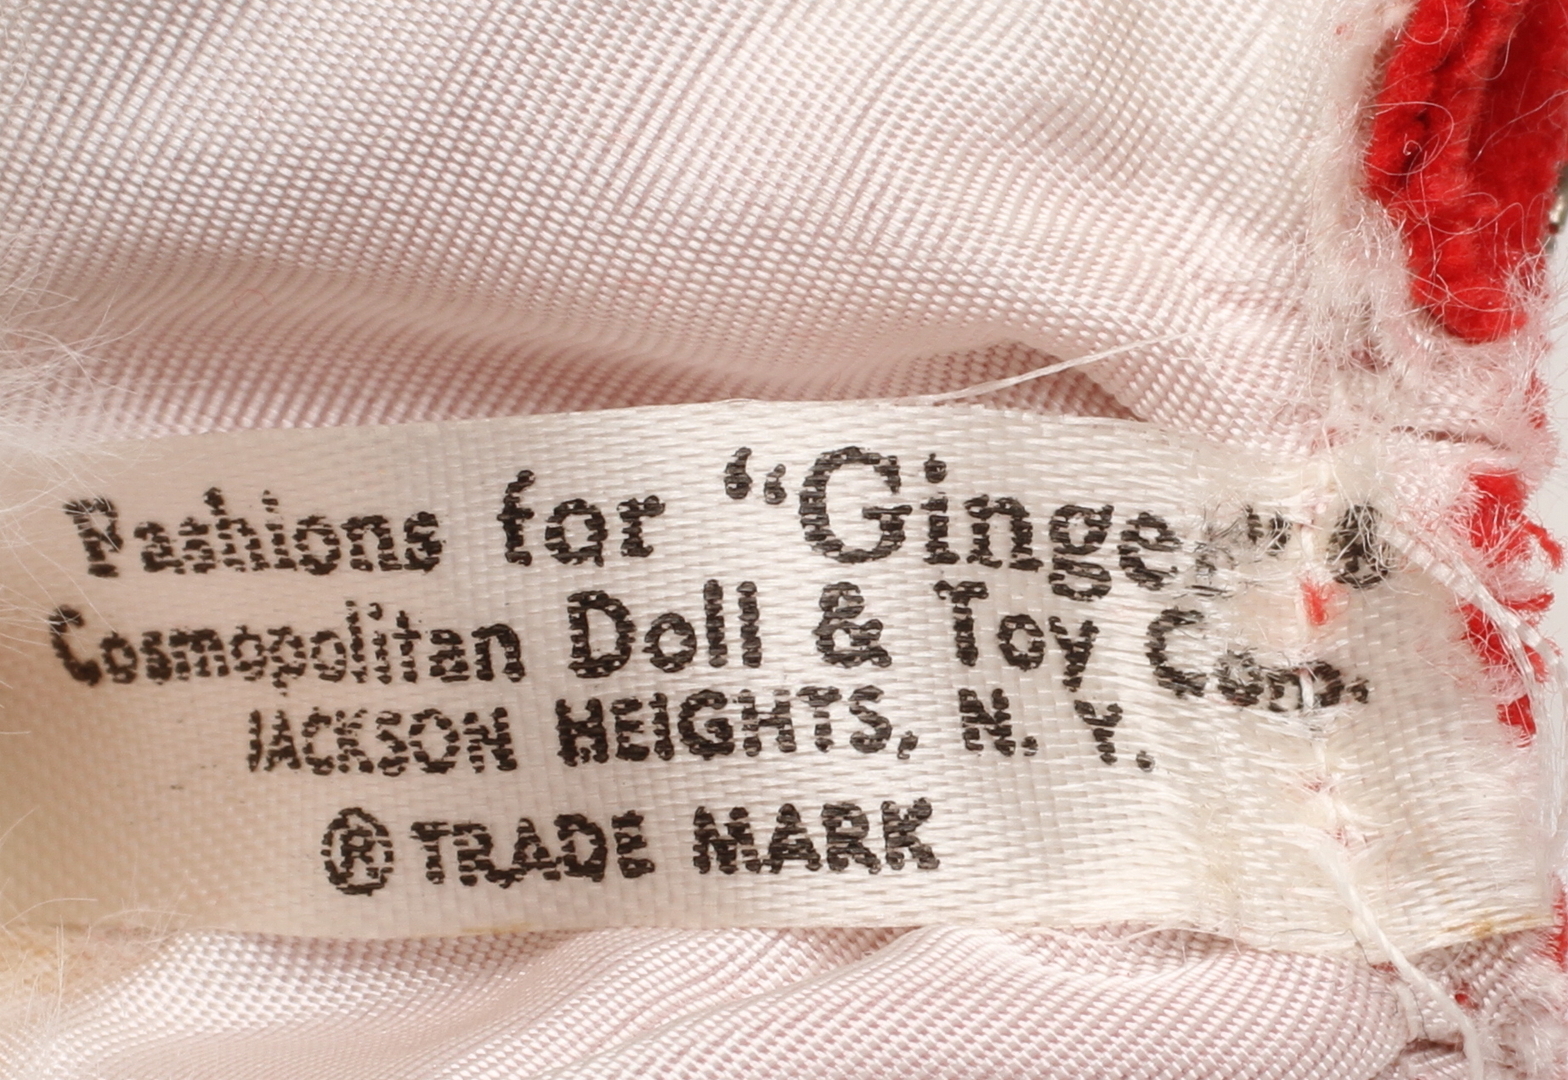 Fashions for “Ginger”
Cosmopolitan Doll & Toy Corp.
JACKSON HEIGHTS, N. Y.
® TRADE MARK